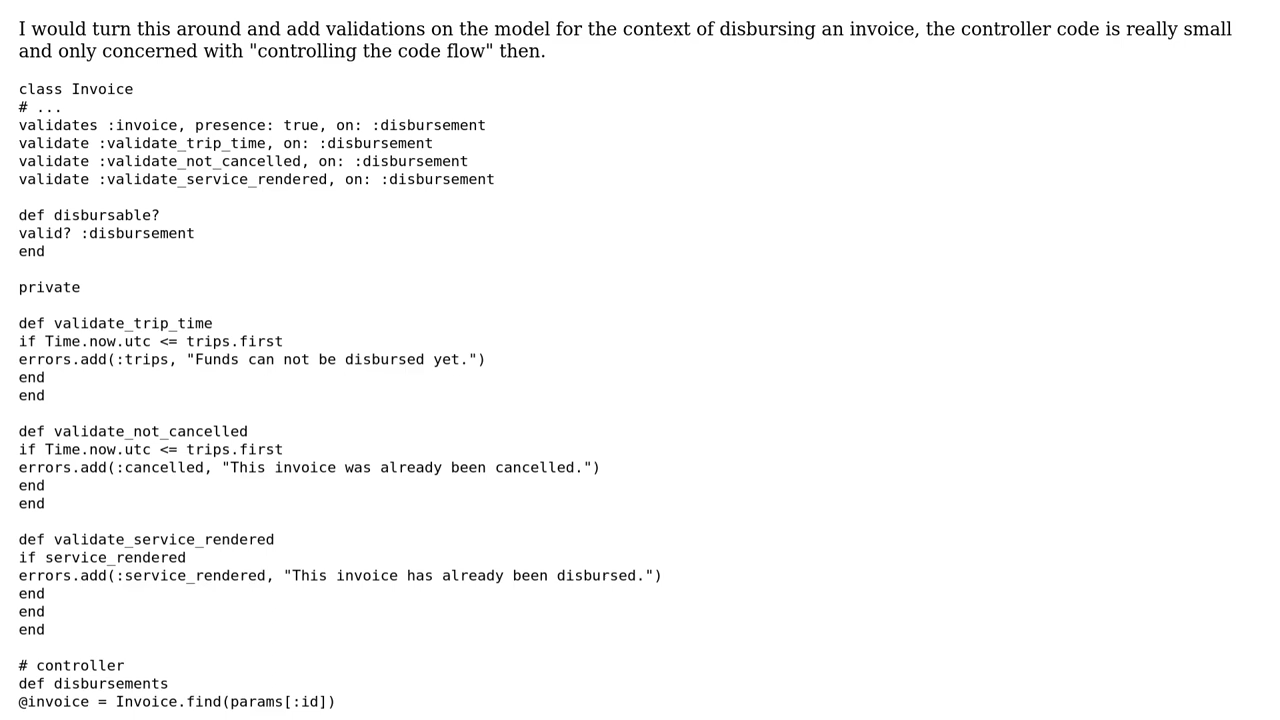 I would turn this around and add validations on the model for the context of disbursing an invoice, the controller code is really small
and only concerned with "controlling the code flow" then.
class Invoice
# ...
validates :invoice, presence: true, on: :disbursement
validate :validate_trip_time, on: :disbursement
validate :validate_not_cancelled, on: :disbursement
validate :validate_service_rendered, on: :disbursement
def disbursable?
valid? :disbursement
end
private
def validate_trip_time
if Time.now.utc <= trips.first
errors.add(:trips, "Funds can not be disbursed yet.")
end
end
def validate_not_cancelled
if Time.now.utc <= trips.first
errors.add(:cancelled, "This invoice was already been cancelled.")
end
end
def validate_service_rendered
if service_rendered
errors.add(:service_rendered, "This invoice has already been disbursed.")
end
end
end
# controller
def disbursements
@invoice = Invoice.find(params[:id])